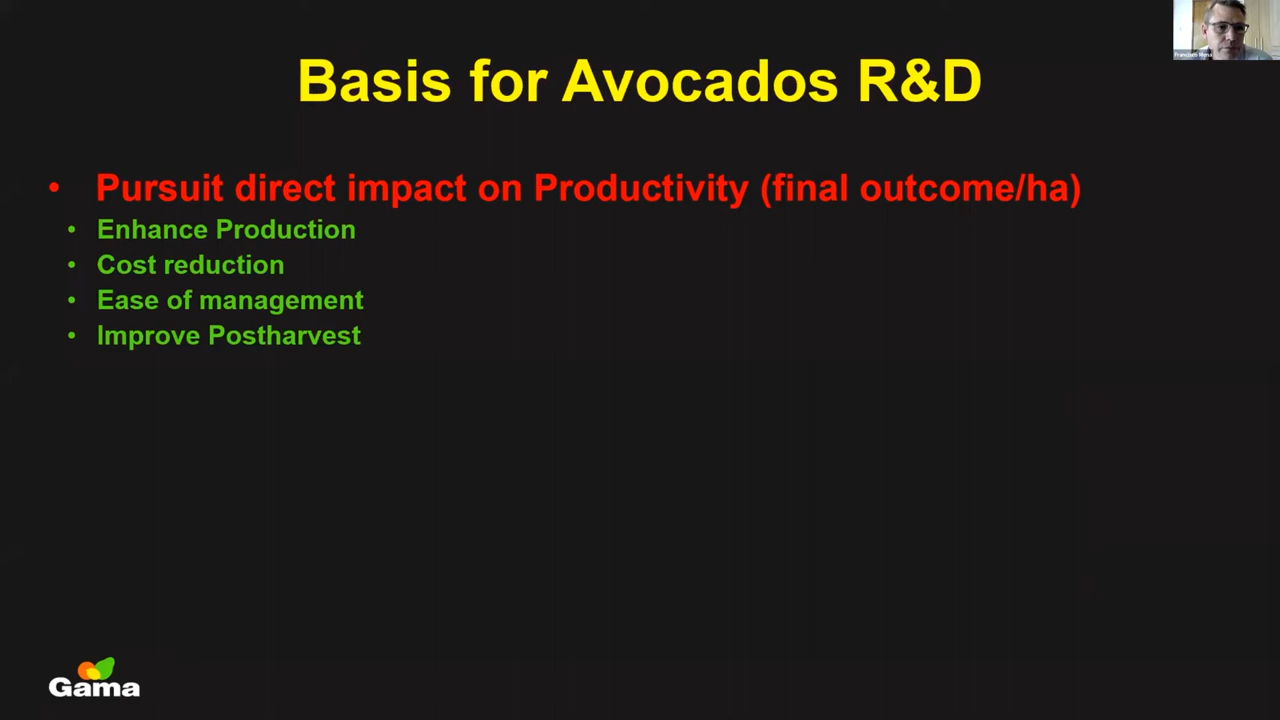 Basis for Avocados R&D
• Pursuit direct impact on Productivity (final outcome/ha)
• Enhance Production
• Cost reduction
• Ease of management
• Improve Postharvest
Gama